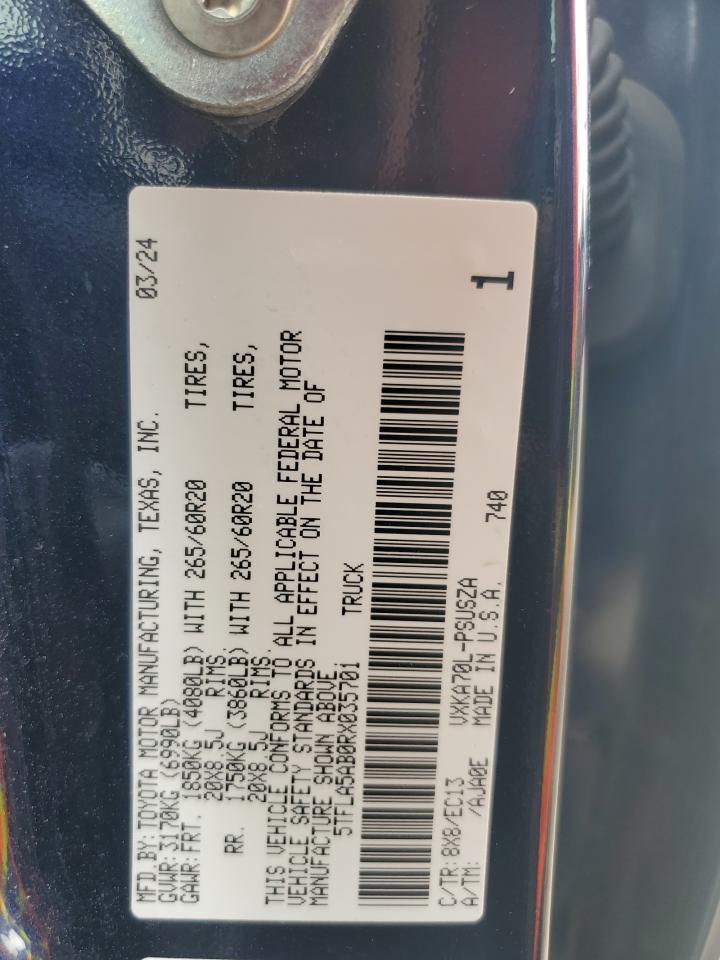 MFD.BY:TOYOTA MOTOR MANUFACTURING, TEXAS, INC. 03/24
GVWR:3170KG (6990LB)
GAWR:FRT. 1850KG (4080LB) WITH 265/60R20 TIRES,
20X8.5J RIMS.
RR. 1750KG (3860LB) WITH 265/60R20 TIRES,
20X8.5J RIMS.
THIS VEHICLE CONFORMS TO ALL APPLICABLE FEDERAL MOTOR
VEHICLE SAFETY STANDARDS IN EFFECT ON THE DATE OF
MANUFACTURE SHOWN ABOVE.
5TFLA5AB0RX035701 TRUCK
C/TR:8X8/EC13 VXKA70L-PSUSZA
A/TM: /AJA0E MADE IN U.S.A. 740
1